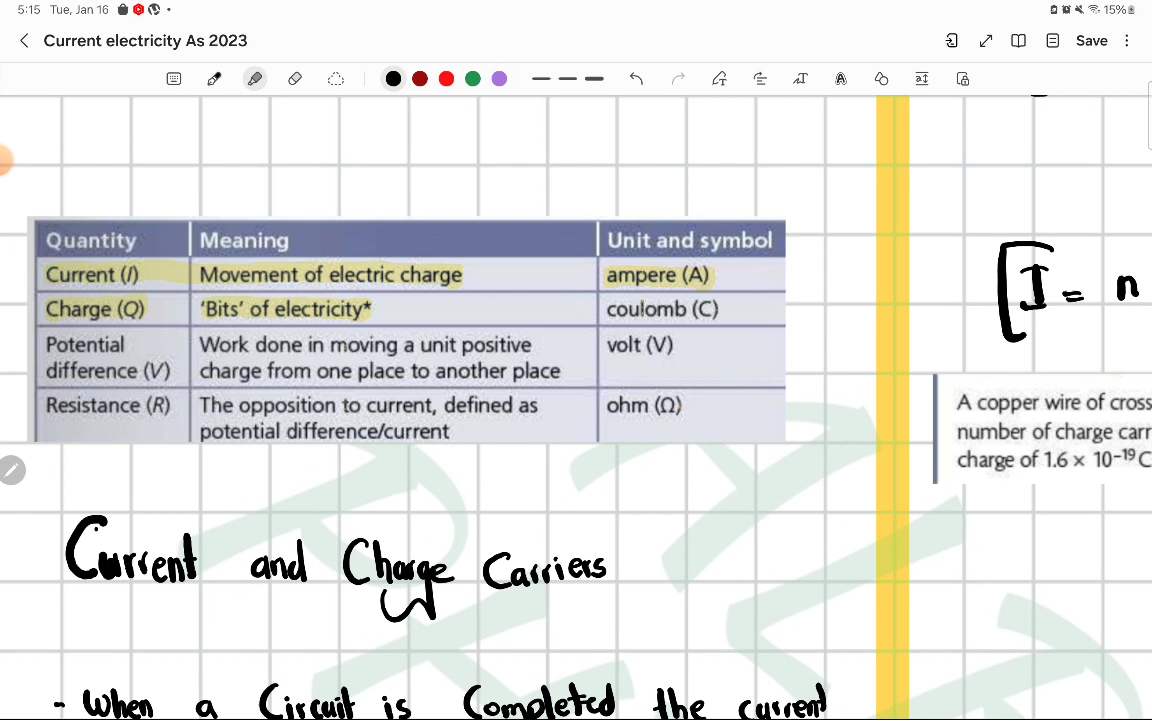 5:15 Tue, Jan 16
15%
Current electricity As 2023
Save
Quantity Meaning Unit and symbol
Current (I) Movement of electric charge ampere (A)
Charge (Q) 'Bits' of electricity* coulomb (C)
Potential difference (V) Work done in moving a unit positive charge from one place to another place volt (V)
Resistance (R) The opposition to current, defined as potential difference/current ohm (Ω)
[I = n
A copper wire of cross
number of charge carr
charge of 1.6 × 10⁻¹⁹ C
Current and Charge Carriers
- When a Circuit is Completed the current